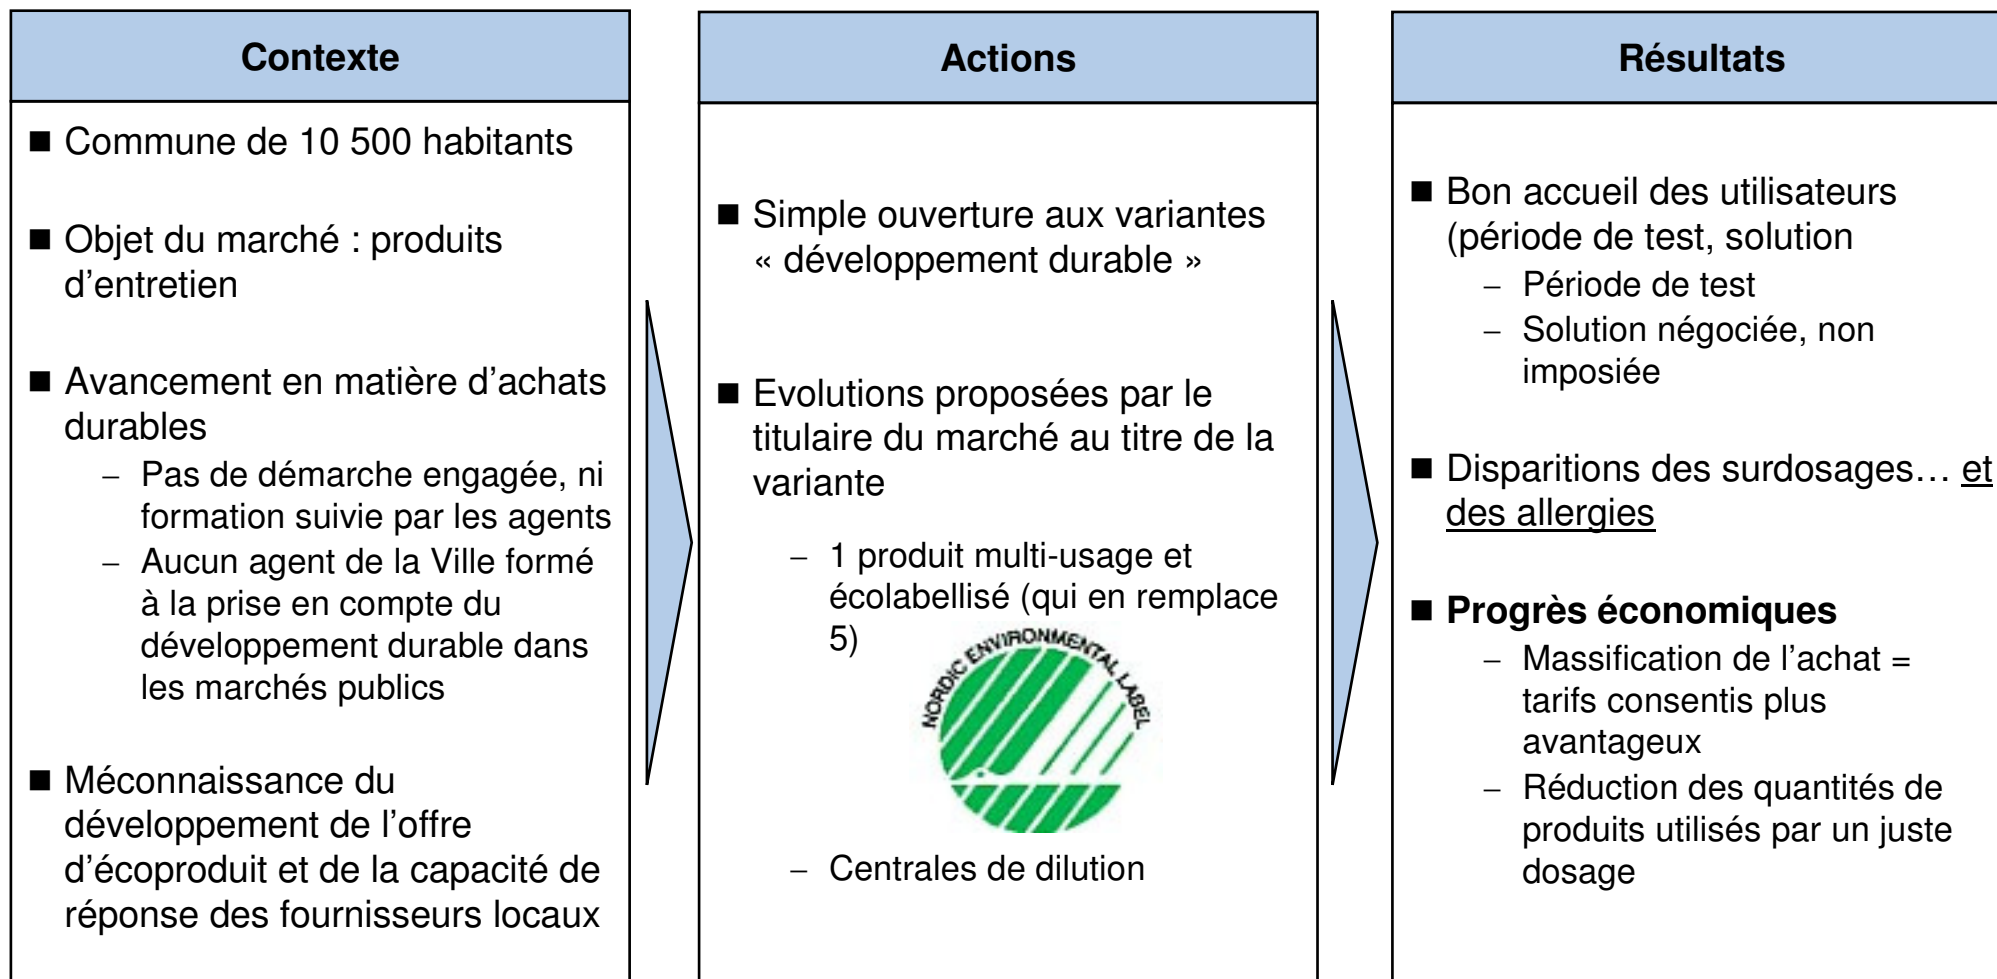 Contexte
■ Commune de 10 500 habitants
■ Objet du marché : produits
d’entretien
■ Avancement en matière d’achats
durables
– Pas de démarche engagée, ni
formation suivie par les agents
– Aucun agent de la Ville formé
à la prise en compte du
développement durable dans
les marchés publics
■ Méconnaissance du
développement de l’offre
d’écoproduit et de la capacité de
réponse des fournisseurs locaux
Actions
■ Simple ouverture aux variantes
« développement durable »
■ Evolutions proposées par le
titulaire du marché au titre de la
variante
– 1 produit multi-usage et
écolabellisé (qui en remplace
5)
NORDIC ENVIRONMENTAL LABEL
– Centrales de dilution
Résultats
■ Bon accueil des utilisateurs
(période de test, solution
– Période de test
– Solution négociée, non
imposiée
■ Disparitions des surdosages… et
des allergies
■ Progrès économiques
– Massification de l’achat =
tarifs consentis plus
avantageux
– Réduction des quantités de
produits utilisés par un juste
dosage